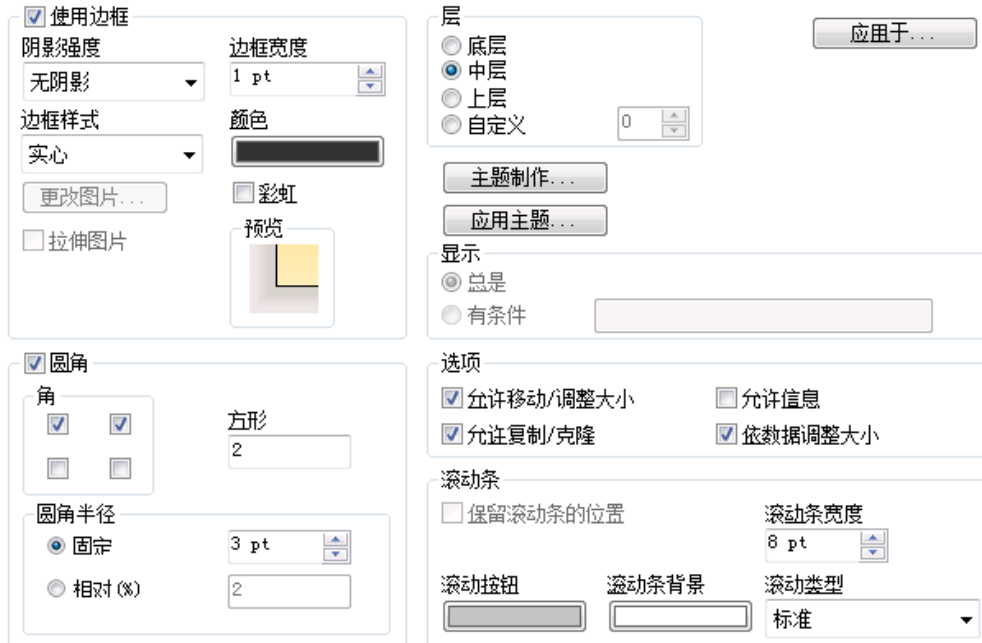 使用边框
阴影强度
边框宽度
无阴影
1 pt
边框样式
颜色
实心
更改图片...
彩虹
拉伸图片
预览
圆角
角
方形
2
圆角半径
固定
3 pt
相对(%)
2
层
底层
中层
上层
自定义
0
应用于...
主题制作...
应用主题...
显示
总是
有条件
选项
允许移动/调整大小
允许信息
允许复制/克隆
依数据调整大小
滚动条
保留滚动条的位置
滚动条宽度
8 pt
滚动按钮
滚动条背景
滚动类型
标准